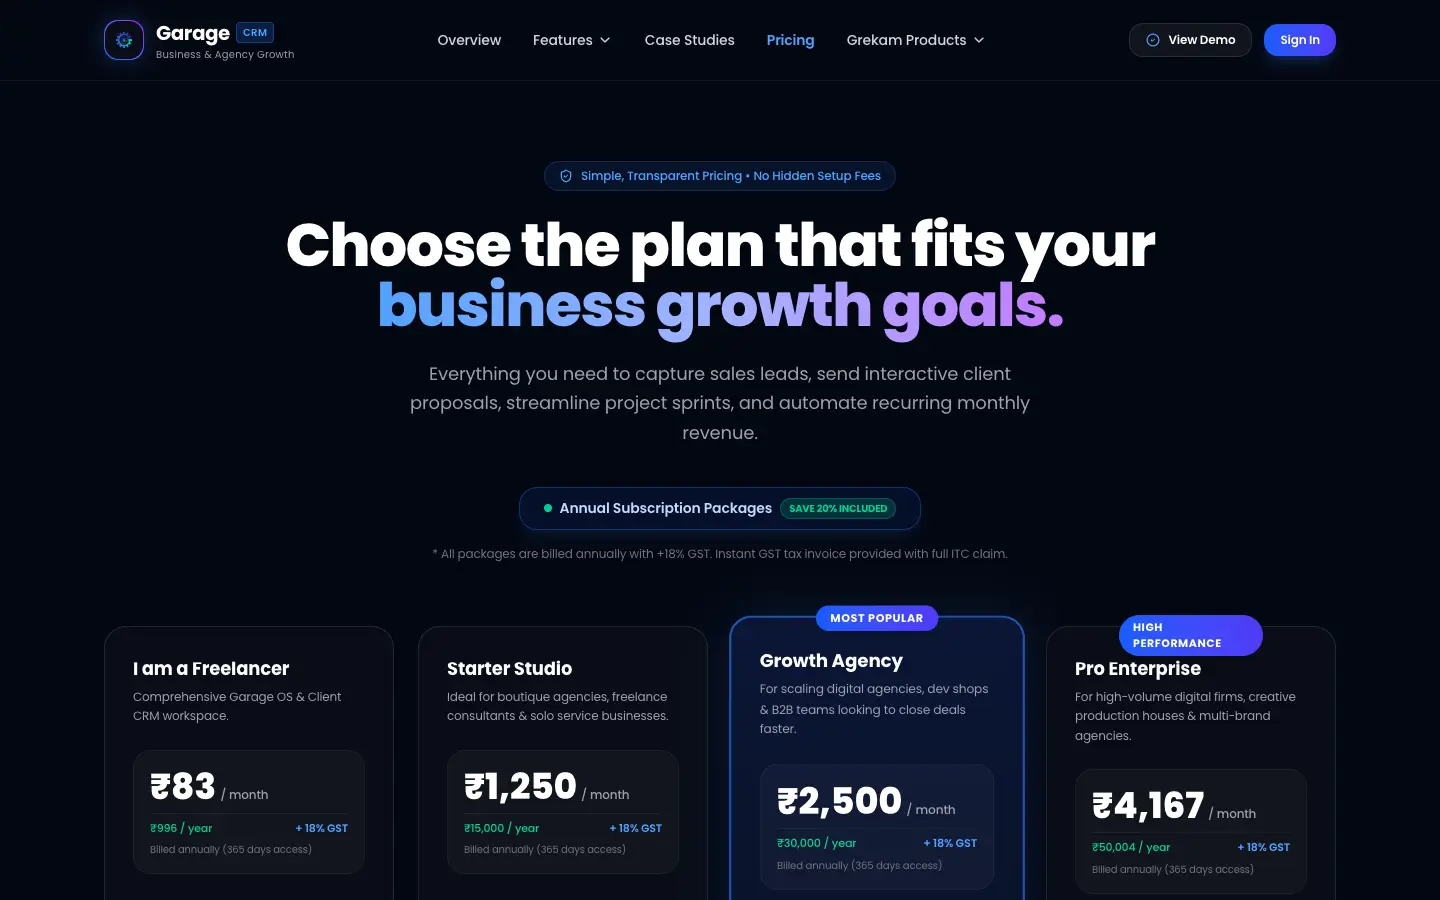 Garage CRM
Business & Agency Growth
Overview
Features
Case Studies
Pricing
Grekam Products
View Demo
Sign In
Simple, Transparent Pricing • No Hidden Setup Fees
Choose the plan that fits your
business growth goals.
Everything you need to capture sales leads, send interactive client
proposals, streamline project sprints, and automate recurring monthly
revenue.
Annual Subscription Packages SAVE 20% INCLUDED
* All packages are billed annually with +18% GST. Instant GST tax invoice provided with full ITC claim.
I am a Freelancer
Comprehensive Garage OS & Client
CRM workspace.
₹83 / month
₹996 / year + 18% GST
Billed annually (365 days access)
Starter Studio
Ideal for boutique agencies, freelance
consultants & solo service businesses.
₹1,250 / month
₹15,000 / year + 18% GST
Billed annually (365 days access)
MOST POPULAR
Growth Agency
For scaling digital agencies, dev shops
& B2B teams looking to close deals
faster.
₹2,500 / month
₹30,000 / year + 18% GST
Billed annually (365 days access)
HIGH
PERFORMANCE
Pro Enterprise
For high-volume digital firms, creative
production houses & multi-brand
agencies.
₹4,167 / month
₹50,004 / year + 18% GST
Billed annually (365 days access)